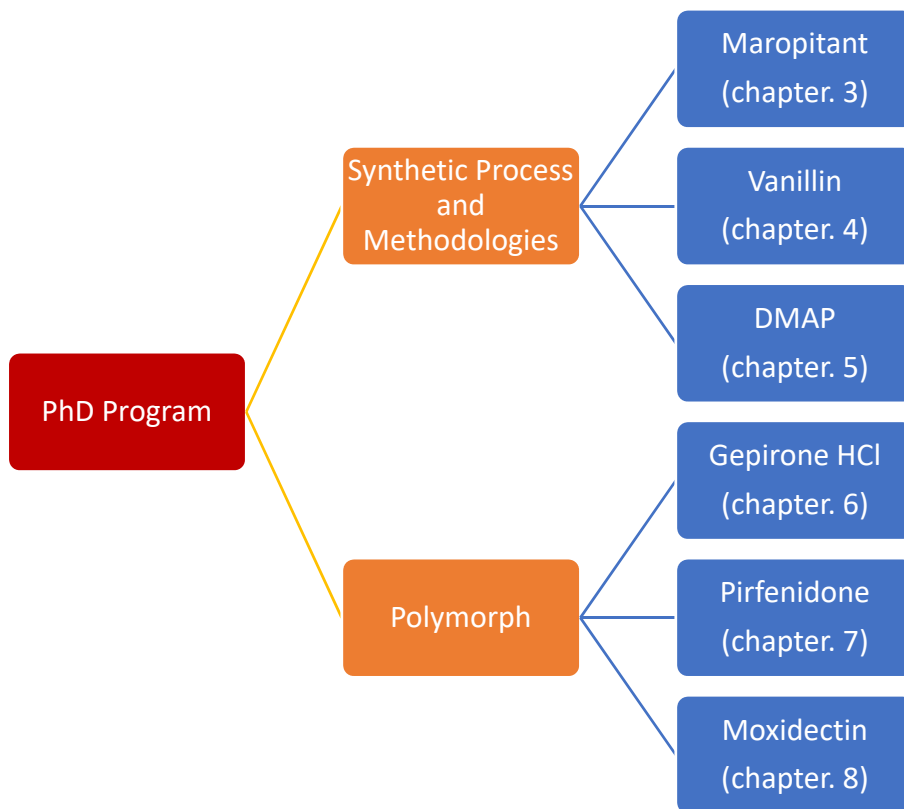 PhD Program
Synthetic Process
and
Methodologies
Maropitant
(chapter. 3)
Vanillin
(chapter. 4)
DMAP
(chapter. 5)
Polymorph
Gepirone HCl
(chapter. 6)
Pirfenidone
(chapter. 7)
Moxidectin
(chapter. 8)